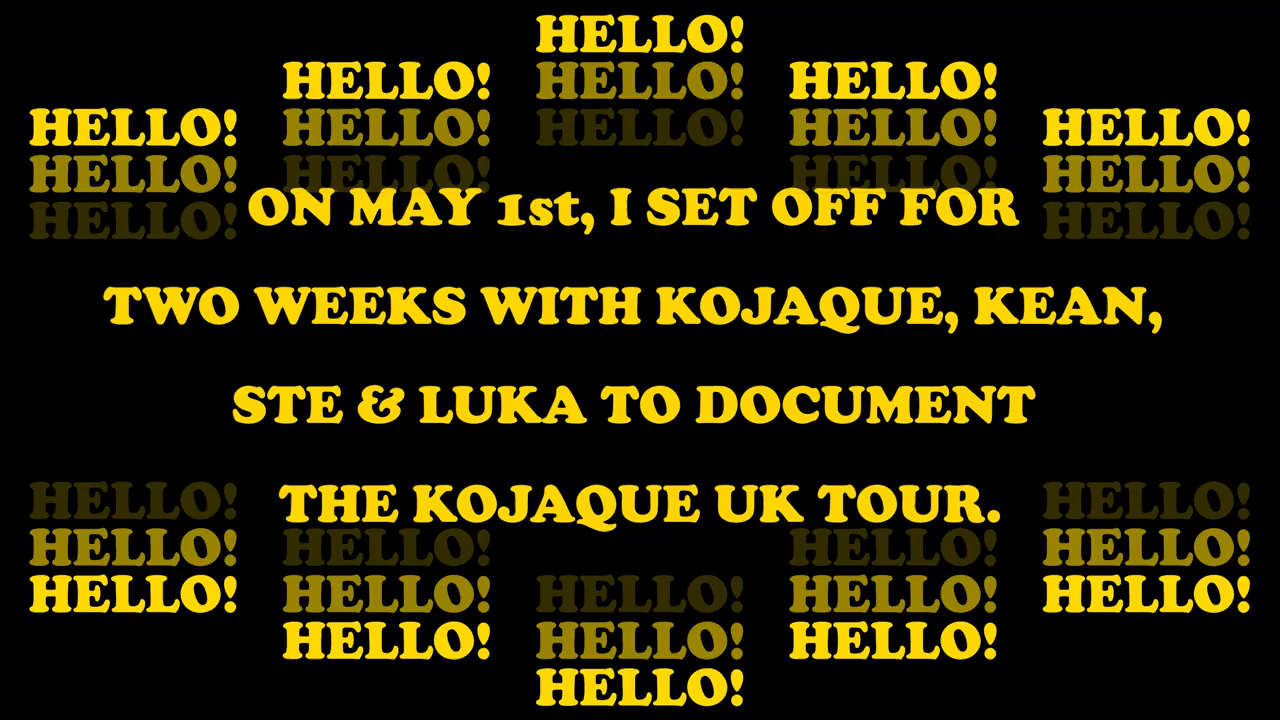 HELLO!
HELLO! HELLO! HELLO!
HELLO! HELLO! HELLO! HELLO! HELLO!
HELLO! HELLO! HELLO! HELLO!
HELLO! ON MAY 1st, I SET OFF FOR HELLO!
TWO WEEKS WITH KOJAQUE, KEAN,
STE & LUKA TO DOCUMENT
HELLO! THE KOJAQUE UK TOUR. HELLO!
HELLO! HELLO! HELLO! HELLO!
HELLO! HELLO! HELLO! HELLO! HELLO!
HELLO! HELLO! HELLO!
HELLO!